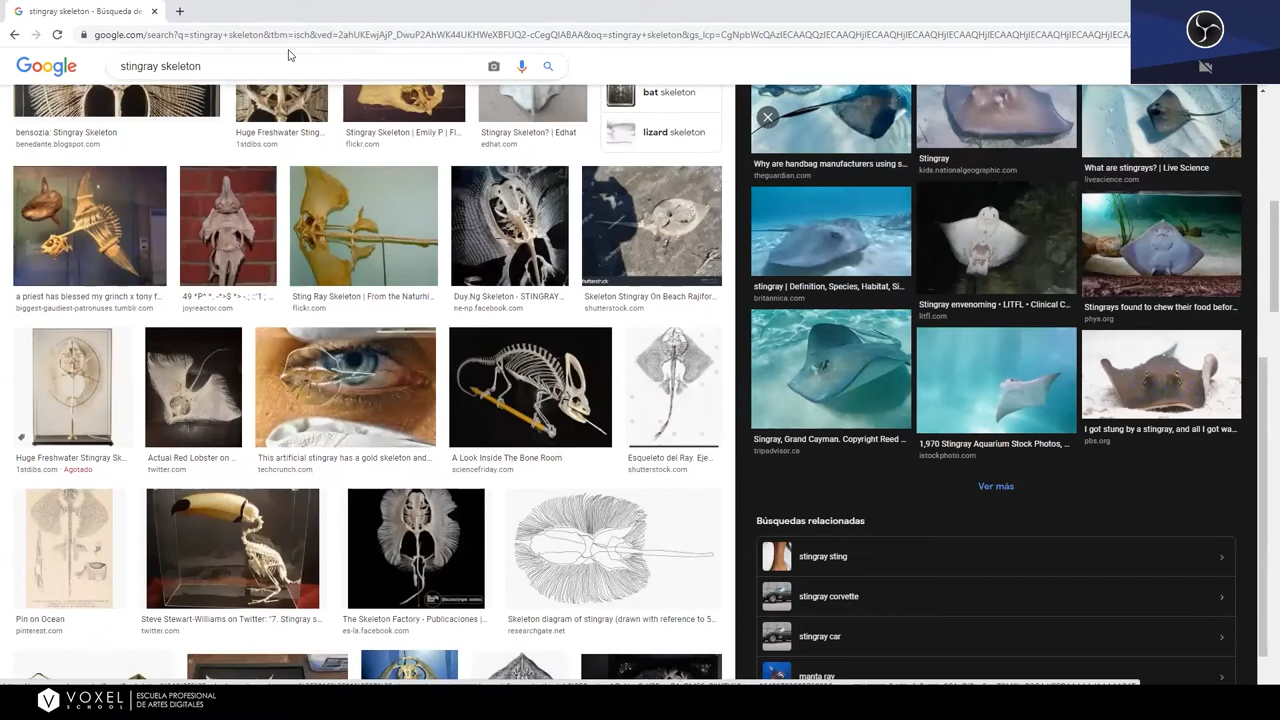 stingray skeleton - Búsqueda de
google.com/search?q=stingray+skeleton&tbm=isch&ved=2ahUKEwjAjP_DwuP2AhWK44UKHWeXBFUQ2-cCegQIABAA&oq=stingray+skeleton&gs_lcp=CgNpbWcQAzIECAAQQzIECAAQHjIECAAQHjIECAAQHjIECAAQHjIECAAQHjIECAAQHjIECAAQHjI
Google
stingray skeleton
bensozia: Stingray Skeleton
benedante.blogspot.com
Huge Freshwater Sting...
1stdibs.com
Stingray Skeleton | Emily P | Fl...
flickr.com
Stingray Skeleton? | Edhat
edhat.com
bat skeleton
lizard skeleton
a priest has blessed my grinch x tony f...
biggest-gaudiest-patronuses.tumblr.com
joyreactor.com
Sting Ray Skeleton | From the Naturhi...
flickr.com
Duy.Ng Skeleton - STINGRAY...
ne-np.facebook.com
Skeleton Stingray On Beach Rajifor...
shutterstock.com
Huge Freshwater Stingray Sk...
1stdibs.com · Agotado
Actual Red Lobster on ...
twitter.com
This artificial stingray has a gold skeleton and...
techcrunch.com
A Look Inside The Bone Room
sciencefriday.com
Esqueleto del Ray. Eje...
shutterstock.com
Pin on Ocean
pinterest.com
Steve Stewart-Williams on Twitter: "7. Stingray s...
twitter.com
The Skeleton Factory - Publicaciones |...
es-la.facebook.com
Skeleton diagram of stingray (drawn with reference to 5...
researchgate.net
Why are handbag manufacturers using s...
theguardian.com
Stingray
kids.nationalgeographic.com
What are stingrays? | Live Science
livescience.com
stingray | Definition, Species, Habitat, Si...
britannica.com
Stingray envenoming • LITFL • Clinical C...
litfl.com
Stingrays found to chew their food befor...
phys.org
Singray, Grand Cayman. Copyright Reed ...
tripadvisor.ca
1,970 Stingray Aquarium Stock Photos, ...
istockphoto.com
I got stung by a stingray, and all I got wa...
pbs.org
Ver más
Búsquedas relacionadas
stingray sting
stingray corvette
stingray car
manta ray
VOXEL
SCHOOL
ESCUELA PROFESIONAL
DE ARTES DIGITALES